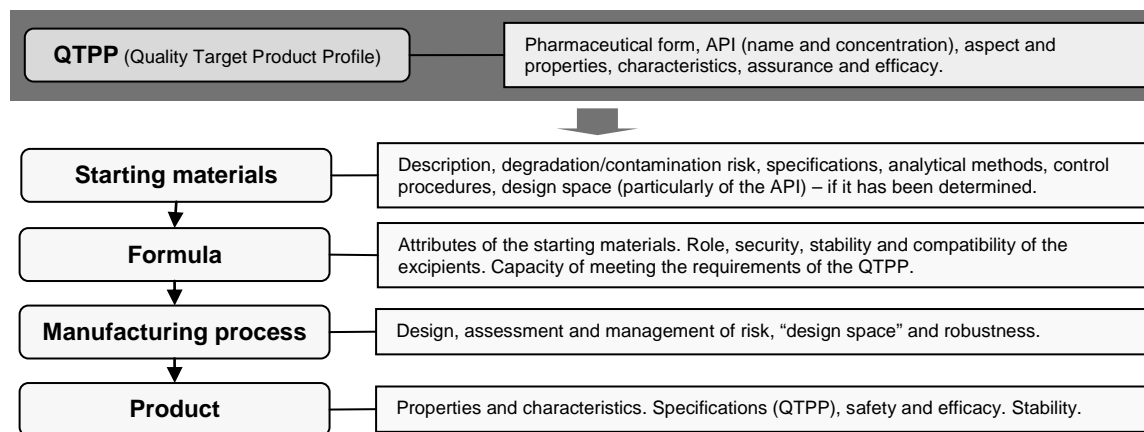 QTPP (Quality Target Product Profile)
Pharmaceutical form, API (name and concentration), aspect and
properties, characteristics, assurance and efficacy.
Starting materials
Description, degradation/contamination risk, specifications, analytical methods, control
procedures, design space (particularly of the API) – if it has been determined.
Formula
Attributes of the starting materials. Role, security, stability and compatibility of the
excipients. Capacity of meeting the requirements of the QTPP.
Manufacturing process
Design, assessment and management of risk, “design space” and robustness.
Product
Properties and characteristics. Specifications (QTPP), safety and efficacy. Stability.